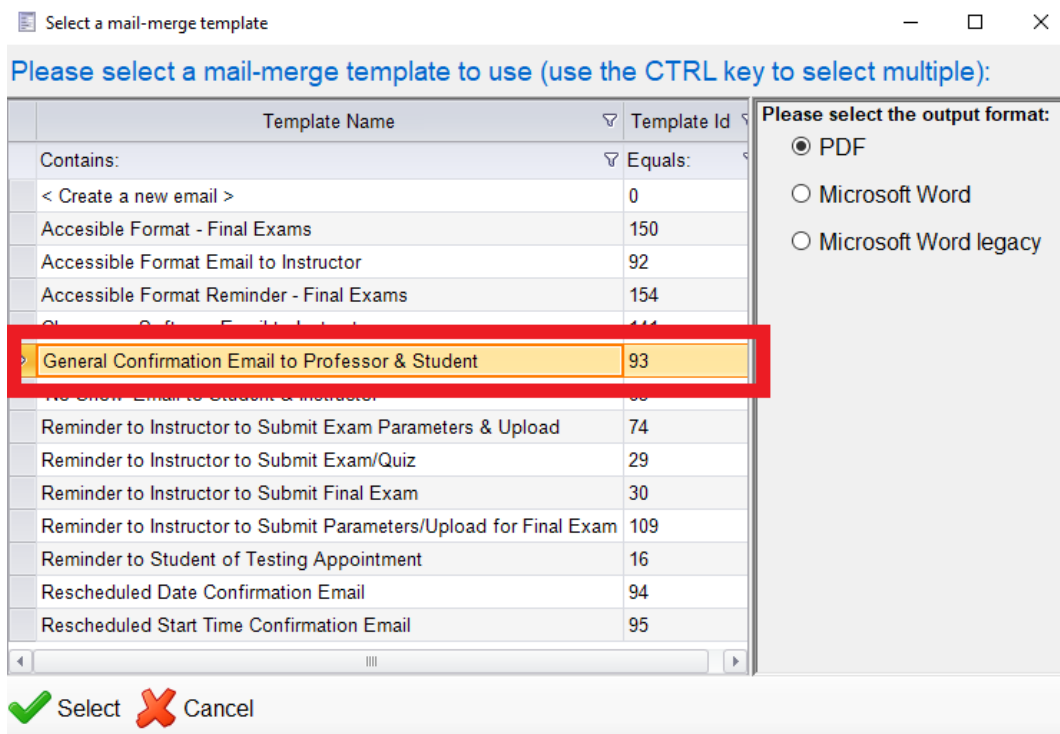 Select a mail-merge template
Please select a mail-merge template to use (use the CTRL key to select multiple):
Template Name Template Id
Contains: Equals:
< Create a new email > 0
Accesible Format - Final Exams 150
Accessible Format Email to Instructor 92
Accessible Format Reminder - Final Exams 154
General Confirmation Email to Professor & Student 93
Email to Student & Instructor
Reminder to Instructor to Submit Exam Parameters & Upload 74
Reminder to Instructor to Submit Exam/Quiz 29
Reminder to Instructor to Submit Final Exam 30
Reminder to Instructor to Submit Parameters/Upload for Final Exam 109
Reminder to Student of Testing Appointment 16
Rescheduled Date Confirmation Email 94
Rescheduled Start Time Confirmation Email 95
Please select the output format:
PDF
Microsoft Word
Microsoft Word legacy
Select Cancel